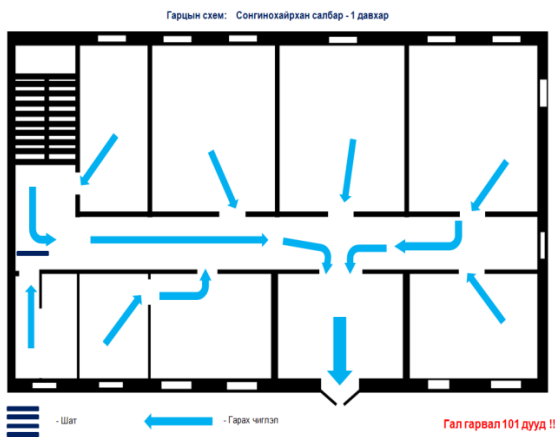 Гарцын схем: Сонгинохайрхан салбар - 1 давхар
- Шат
- Гарах чиглэл
Гал гарвал 101 дууд !!